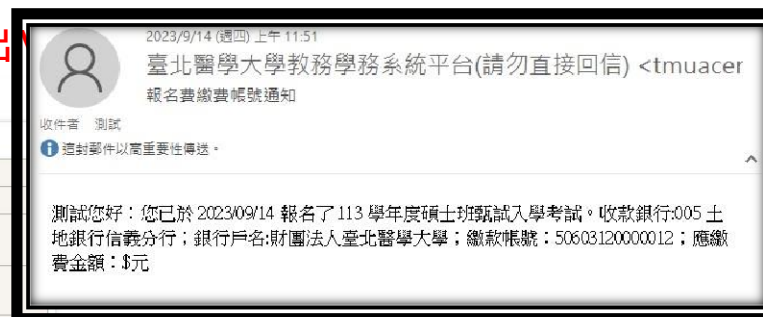 出
2023/9/14 (週四) 上午 11:51
臺北醫學大學教務學務系統平台(請勿直接回信) <tmuacer
報名費繳費帳號通知
收件者 測試
這封郵件以高重要性傳送。
測試您好：您已於 2023/09/14 報名了113 學年度碩士班甄試入學考試。收款銀行:005 土
地銀行信義分行；銀行戶名:財團法人臺北醫學大學；繳款帳號：50603120000012；應繳
費金額：$元